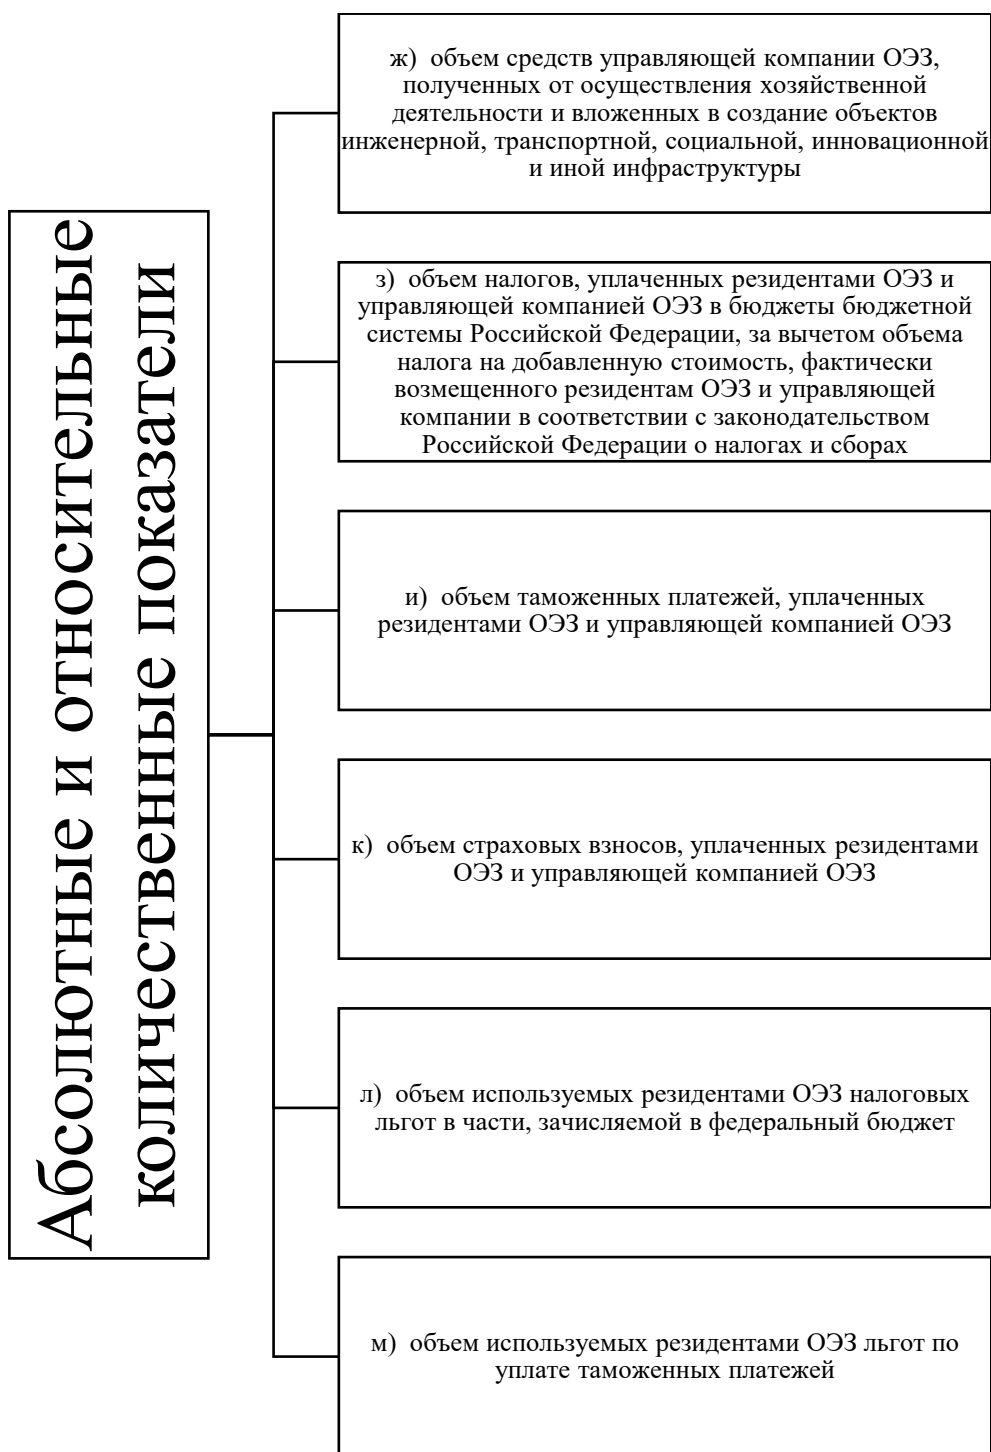 Абсолютные и относительные
количественные показатели
ж) объем средств управляющей компании ОЭЗ,
полученных от осуществления хозяйственной
деятельности и вложенных в создание объектов
инженерной, транспортной, социальной, инновационной
и иной инфраструктуры
з) объем налогов, уплаченных резидентами ОЭЗ и
управляющей компанией ОЭЗ в бюджеты бюджетной
системы Российской Федерации, за вычетом объема
налога на добавленную стоимость, фактически
возмещенного резидентам ОЭЗ и управляющей
компании в соответствии с законодательством
Российской Федерации о налогах и сборах
и) объем таможенных платежей, уплаченных
резидентами ОЭЗ и управляющей компанией ОЭЗ
к) объем страховых взносов, уплаченных резидентами
ОЭЗ и управляющей компанией ОЭЗ
л) объем используемых резидентами ОЭЗ налоговых
льгот в части, зачисляемой в федеральный бюджет
м) объем используемых резидентами ОЭЗ льгот по
уплате таможенных платежей